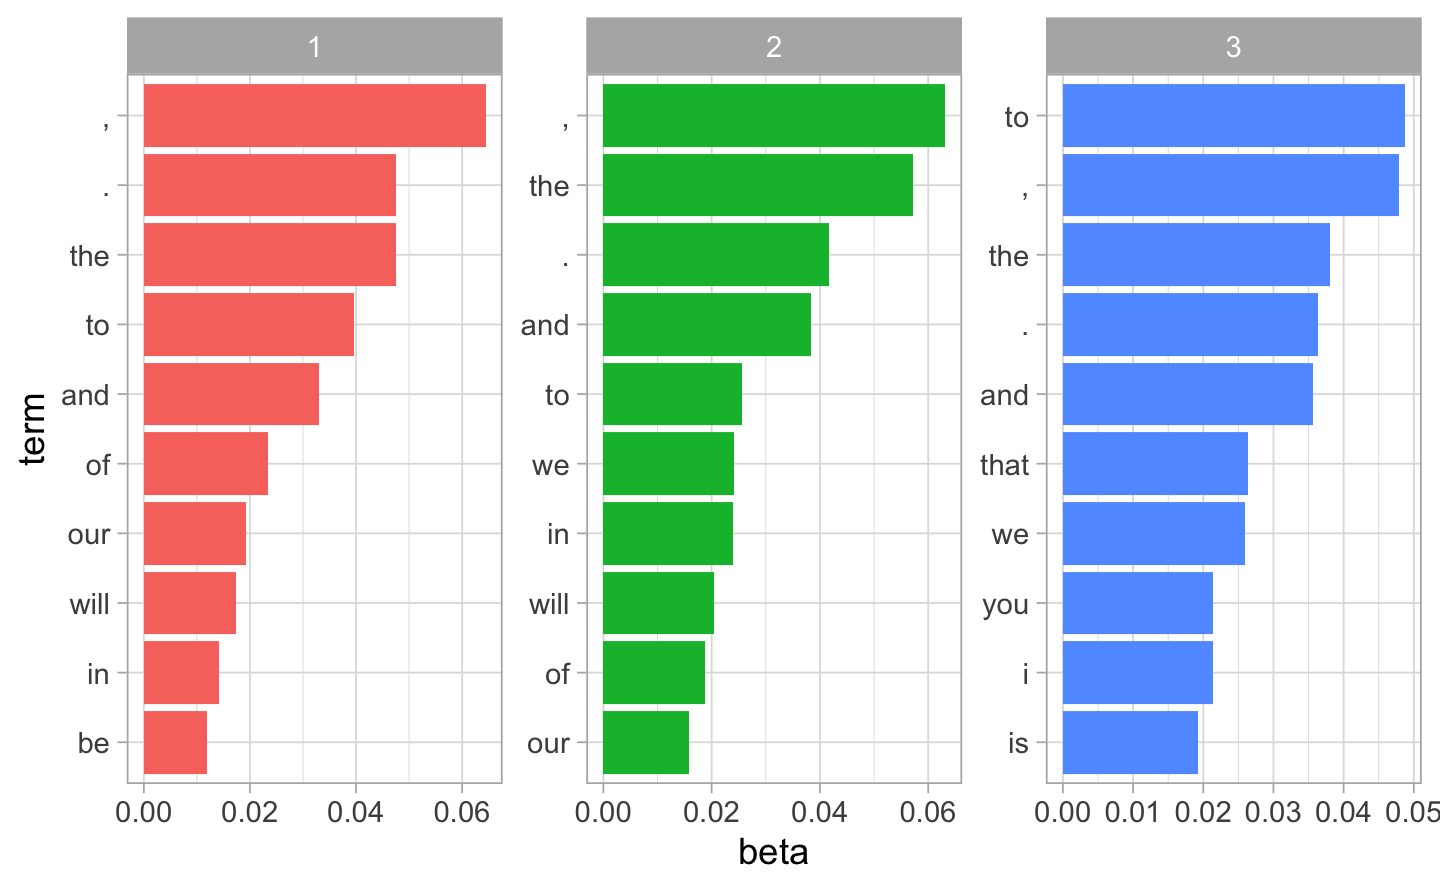 1
2
3
,
.
the
to
and
of
our
will
in
be
,
the
.
and
to
we
in
will
of
our
to
,
the
.
and
that
we
you
i
is
term
0.00 0.02 0.04 0.06
0.00 0.02 0.04 0.06
0.00 0.01 0.02 0.03 0.04 0.05
beta